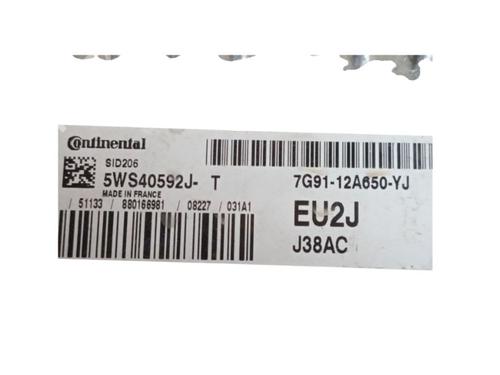 Continental
SID206
5WS40592J- T
MADE IN FRANCE
/ 51133 / 880166981 / 08227 / 031A1
7G91-12A650-YJ
EU2J
J38AC